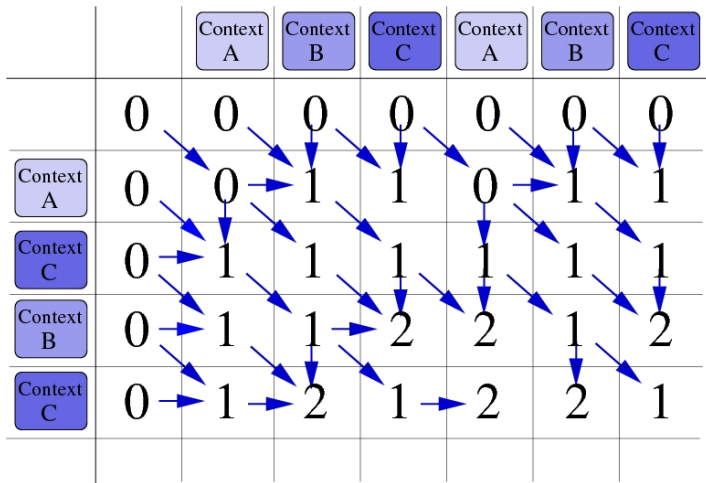 Context A Context B Context C Context A Context B Context C
0 0 0 0 0 0 0
Context A 0 0 1 1 0 1 1
Context C 0 1 1 1 1 1 1
Context B 0 1 1 2 2 1 2
Context C 0 1 2 1 2 2 1